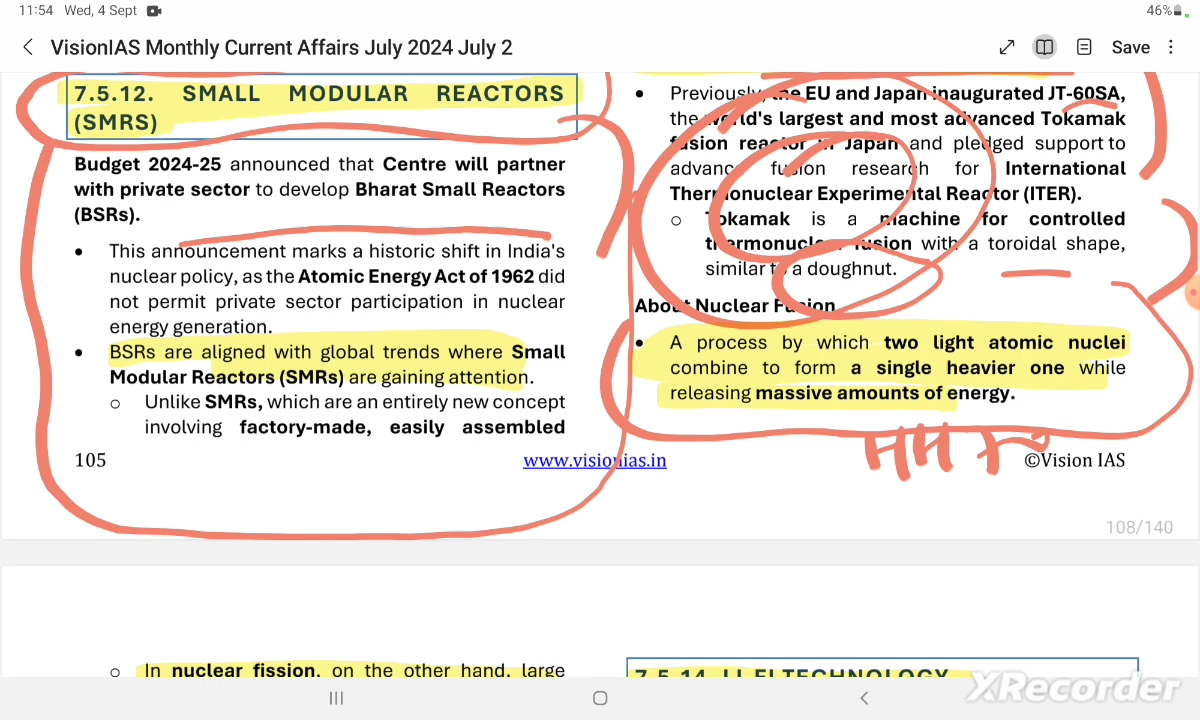 11:54 Wed, 4 Sept
46%
VisionIAS Monthly Current Affairs July 2024 July 2
Save
7.5.12. SMALL MODULAR REACTORS
(SMRS)
Budget 2024-25 announced that Centre will partner
with private sector to develop Bharat Small Reactors
(BSRs).
• This announcement marks a historic shift in India's
nuclear policy, as the Atomic Energy Act of 1962 did
not permit private sector participation in nuclear
energy generation.
• BSRs are aligned with global trends where Small
Modular Reactors (SMRs) are gaining attention.
o Unlike SMRs, which are an entirely new concept
involving factory-made, easily assembled
• Previously, the EU and Japan inaugurated JT-60SA,
the world's largest and most advanced Tokamak
fusion reactor in Japan and pledged support to
advance fusion research for International
Thermonuclear Experimental Reactor (ITER).
o Tokamak is a machine for controlled
thermonuclear fusion with a toroidal shape,
similar to a doughnut.
About Nuclear Fusion
• A process by which two light atomic nuclei
combine to form a single heavier one while
releasing massive amounts of energy.
105
www.visionias.in
©Vision IAS
108/140
o In nuclear fission, on the other hand, large
7.5.14. LI-FI TECHNOLOGY
XRecorder